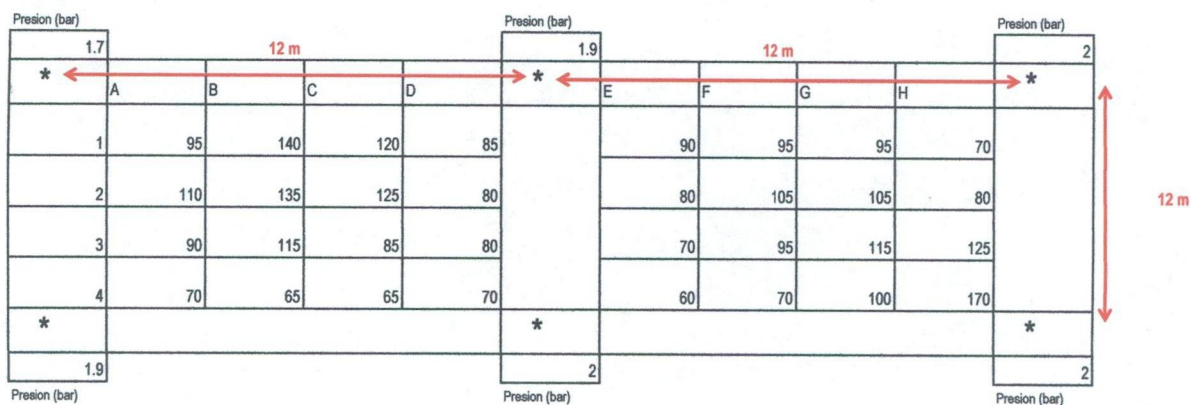 Presion (bar) Presion (bar) Presion (bar)
1.7 12 m 1.9 12 m 2
* * *
A B C D E F G H
1 95 140 120 85 90 95 95 70
2 110 135 125 80 80 105 105 80
12 m
3 90 115 85 80 70 95 115 125
4 70 65 65 70 60 70 100 170
* * *
1.9 2 2
Presion (bar) Presion (bar) Presion (bar)